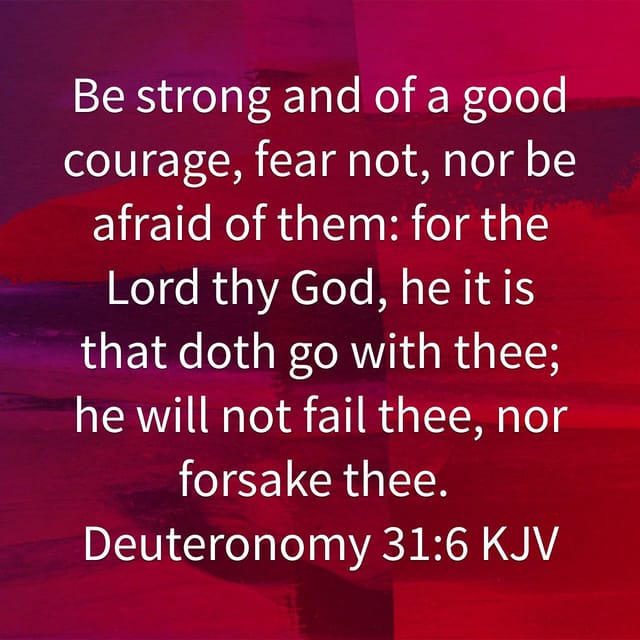 Be strong and of a good
courage, fear not, nor be
afraid of them: for the
Lord thy God, he it is
that doth go with thee;
he will not fail thee, nor
forsake thee.
Deuteronomy 31:6 KJV